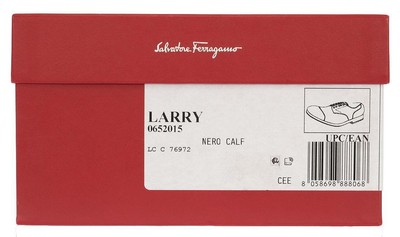 Salvatore Ferragamo
LARRY
0652015
NERO CALF
LC C 76972
UPC/EAN
CEE
8 058698 888068